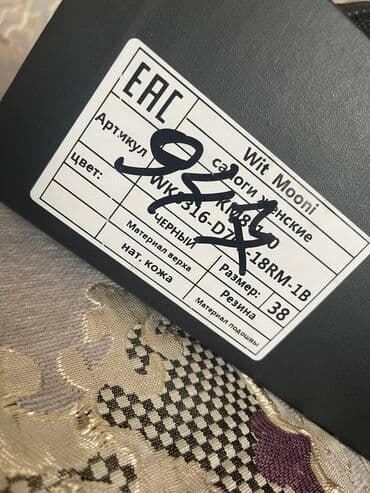 EAC
Wit Mooni
сапоги женские
Артикул
WK
316-D
18RM-1B
цвет:
ЧЕРНЫЙ
Размер:
38
Материал верха
нат. кожа
Резина
Материал подошвы